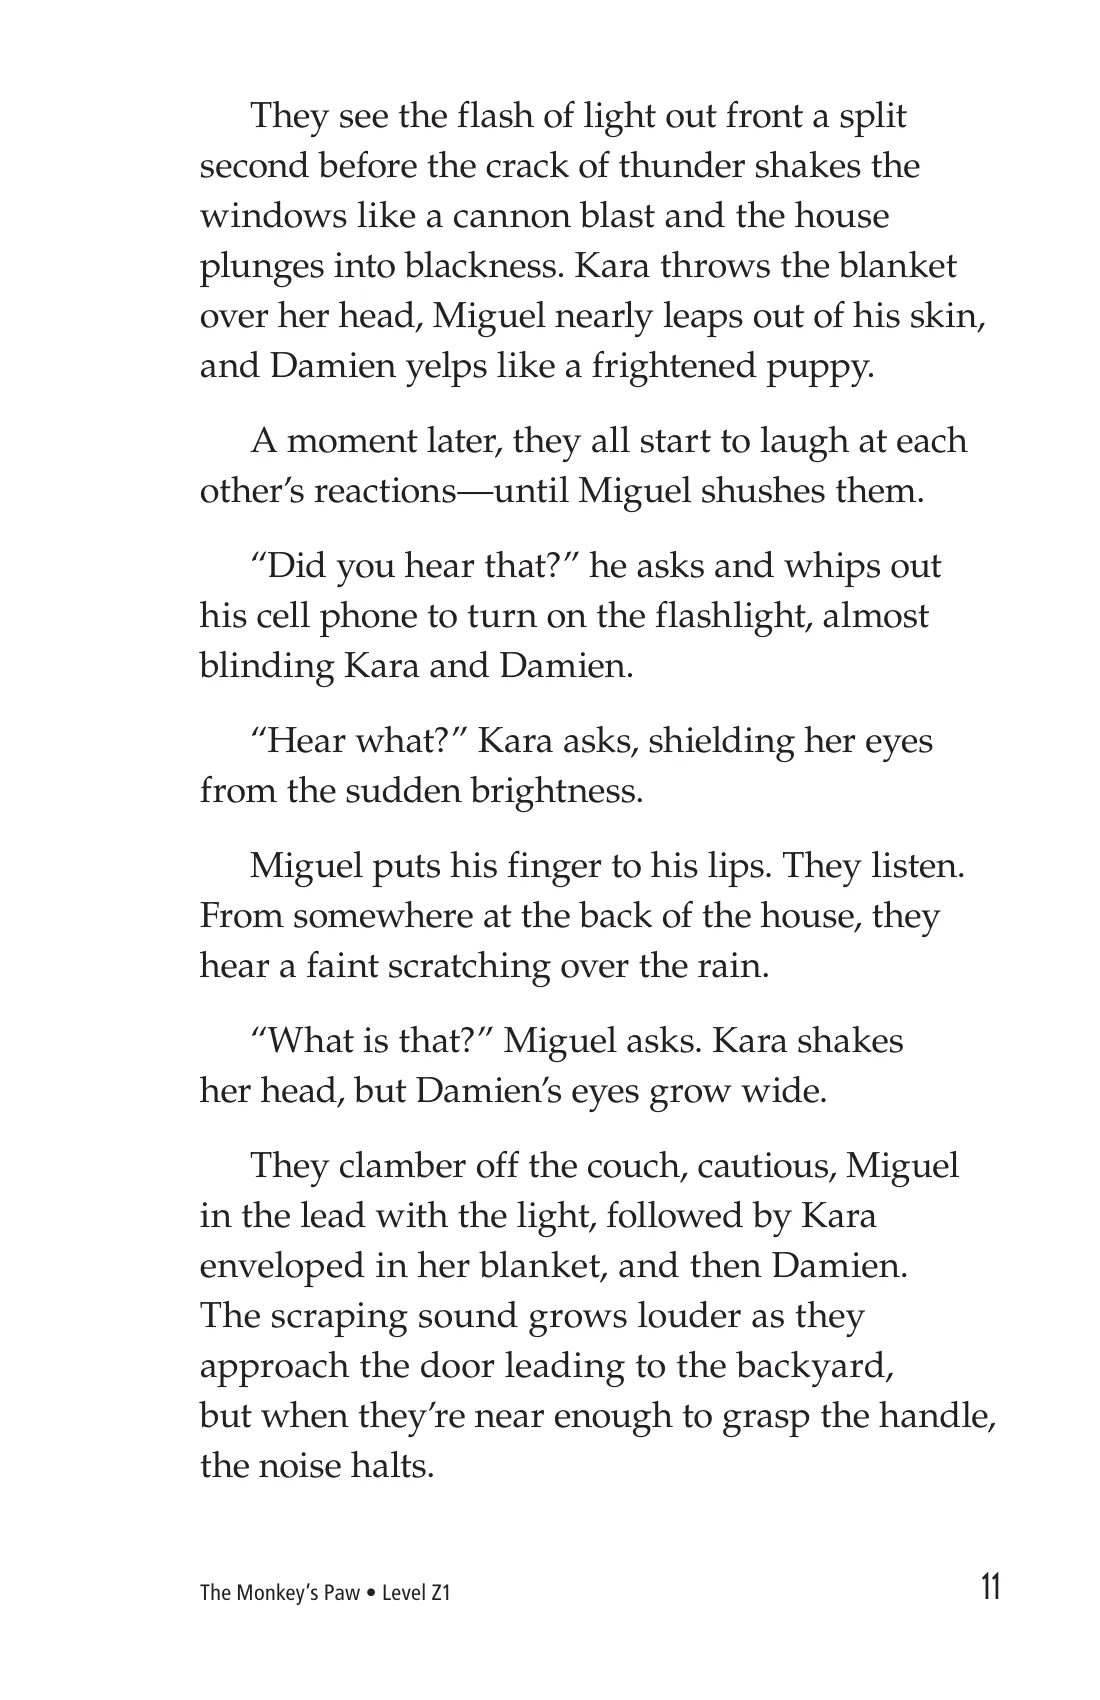 They see the flash of light out front a split
second before the crack of thunder shakes the
windows like a cannon blast and the house
plunges into blackness. Kara throws the blanket
over her head, Miguel nearly leaps out of his skin,
and Damien yelps like a frightened puppy.
A moment later, they all start to laugh at each
other’s reactions—until Miguel shushes them.
“Did you hear that?” he asks and whips out
his cell phone to turn on the flashlight, almost
blinding Kara and Damien.
“Hear what?” Kara asks, shielding her eyes
from the sudden brightness.
Miguel puts his finger to his lips. They listen.
From somewhere at the back of the house, they
hear a faint scratching over the rain.
“What is that?” Miguel asks. Kara shakes
her head, but Damien’s eyes grow wide.
They clamber off the couch, cautious, Miguel
in the lead with the light, followed by Kara
enveloped in her blanket, and then Damien.
The scraping sound grows louder as they
approach the door leading to the backyard,
but when they’re near enough to grasp the handle,
the noise halts.
The Monkey’s Paw • Level Z1 11